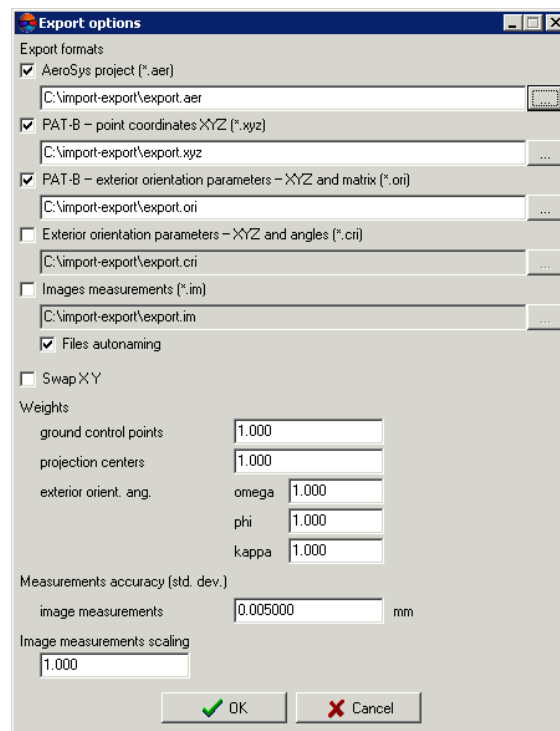 Export options
Export formats
AeroSys project (*.aer)
C:\import-export\export.aer
...
PAT-B – point coordinates XYZ (*.xyz)
C:\import-export\export.xyz
...
PAT-B – exterior orientation parameters – XYZ and matrix (*.ori)
C:\import-export\export.ori
...
Exterior orientation parameters – XYZ and angles (*.cri)
C:\import-export\export.cri
...
Images measurements (*.im)
C:\import-export\export.im
...
Files autonaming
Swap X Y
Weights
ground control points 1.000
projection centers 1.000
exterior orient. ang. omega 1.000
phi 1.000
kappa 1.000
Measurements accuracy (std. dev.)
image measurements 0.005000 mm
Image measurements scaling
1.000
OK Cancel